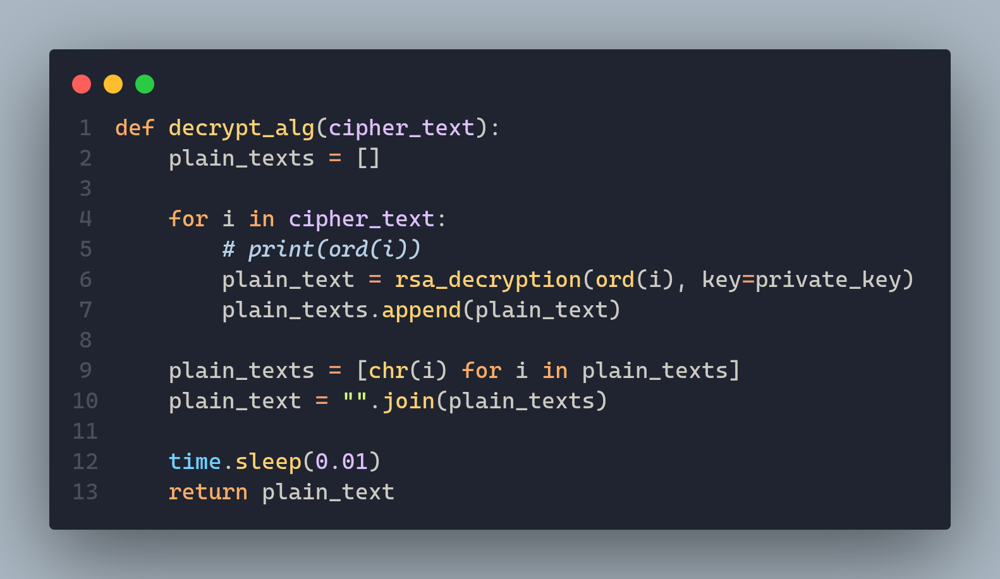 1 def decrypt_alg(cipher_text):
2     plain_texts = []
3
4     for i in cipher_text:
5         # print(ord(i))
6         plain_text = rsa_decryption(ord(i), key=private_key)
7         plain_texts.append(plain_text)
8
9     plain_texts = [chr(i) for i in plain_texts]
10     plain_text = "".join(plain_texts)
11
12     time.sleep(0.01)
13     return plain_text